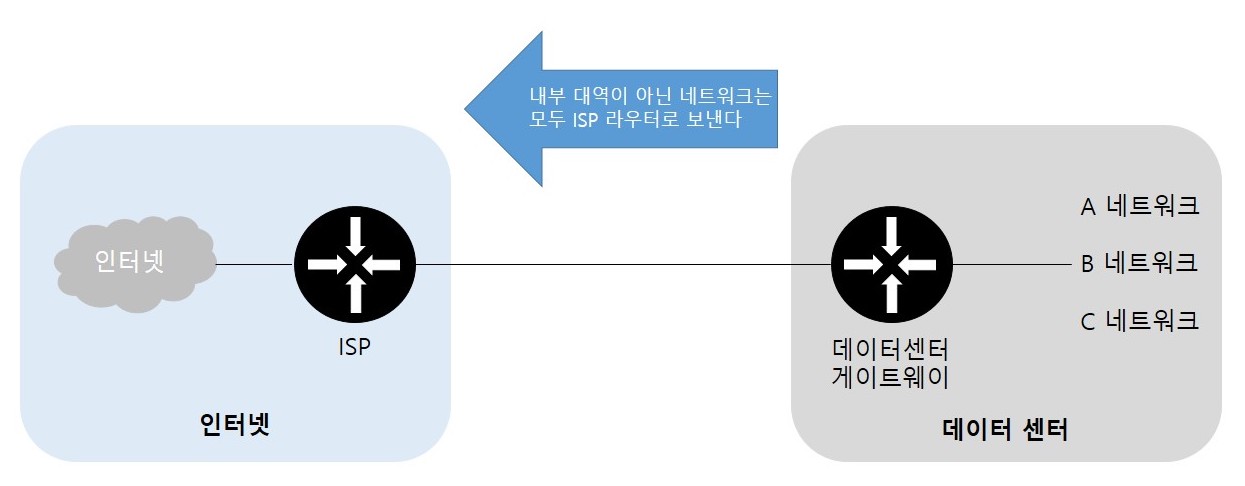 내부 대역이 아닌 네트워크는
모두 ISP 라우터로 보낸다
인터넷
ISP
인터넷
A 네트워크
B 네트워크
C 네트워크
데이터센터
게이트웨이
데이터 센터